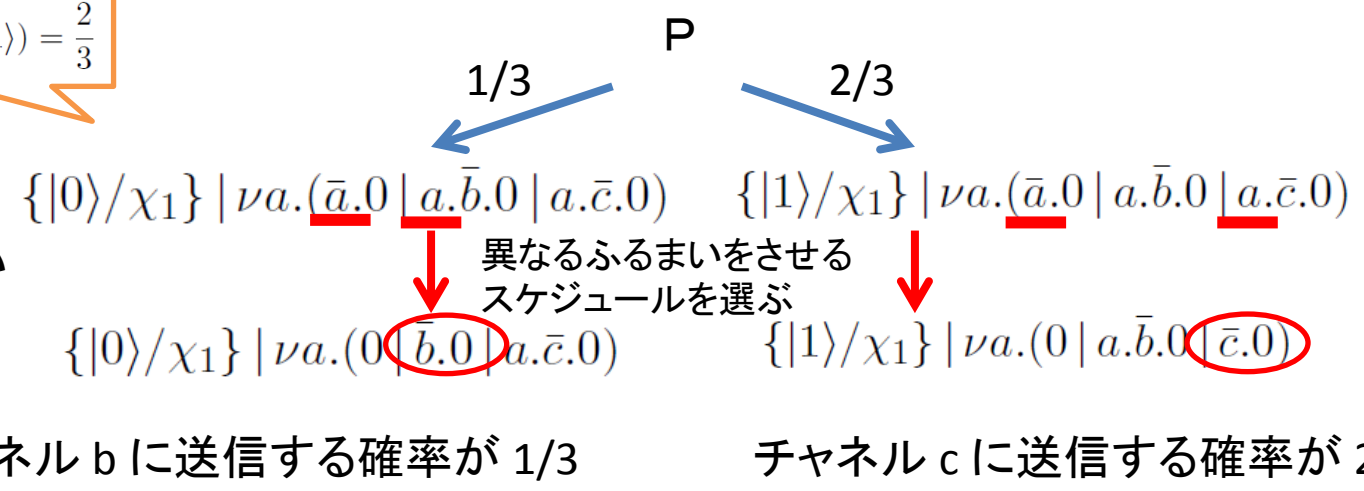 ⟩) = 2/3
P
1/3 2/3
{|0⟩/χ₁} | νa.(ā.0 | a.b̄.0 | a.c̄.0) {|1⟩/χ₁} | νa.(ā.0 | a.b̄.0 | a.c̄.0)
異なるふるまいをさせる
スケジュールを選ぶ
{|0⟩/χ₁} | νa.(0 | b̄.0 | a.c̄.0) {|1⟩/χ₁} | νa.(0 | a.b̄.0 | c̄.0)
ネル b に送信する確率が 1/3 チャネル c に送信する確率が 2